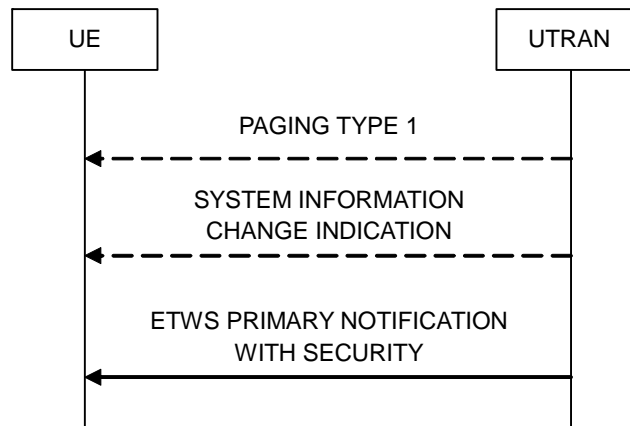 UE
UTRAN
PAGING TYPE 1
SYSTEM INFORMATION
CHANGE INDICATION
ETWS PRIMARY NOTIFICATION
WITH SECURITY